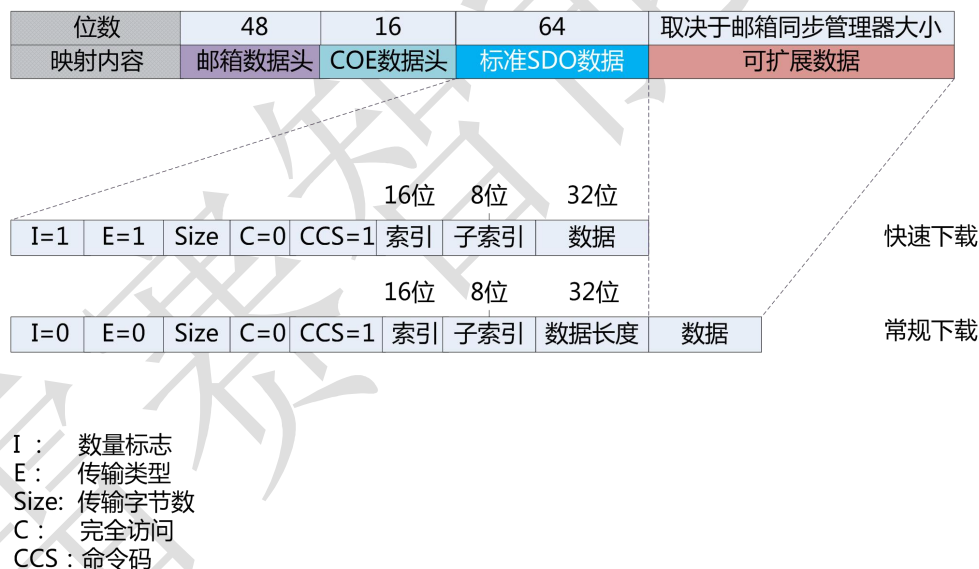 位数 48 16 64 取决于邮箱同步管理器大小
映射内容 邮箱数据头 COE数据头 标准SDO数据 可扩展数据
16位 8位 32位
I=1 E=1 Size C=0 CCS=1 索引 子索引 数据 快速下载
16位 8位 32位
I=0 E=0 Size C=0 CCS=1 索引 子索引 数据长度 数据 常规下载
I : 数量标志
E : 传输类型
Size: 传输字节数
C : 完全访问
CCS : 命令码